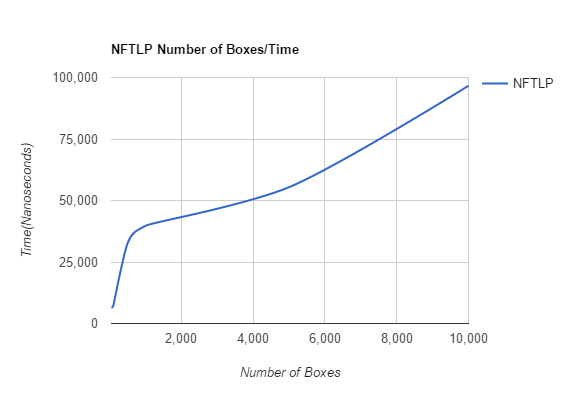 NFTLP Number of Boxes/Time
100,000
75,000
50,000
25,000
0
Time(Nanoseconds)
NFTLP
2,000
4,000
6,000
8,000
10,000
Number of Boxes